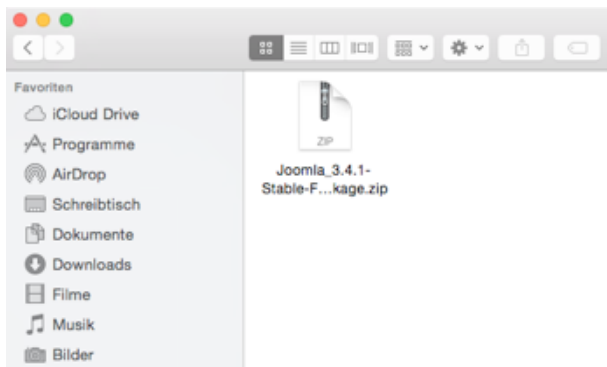 Favoriten
iCloud Drive
Programme
AirDrop
Schreibtisch
Dokumente
Downloads
Filme
Musik
Bilder
ZIP
Joomla_3.4.1-
Stable-F...kage.zip